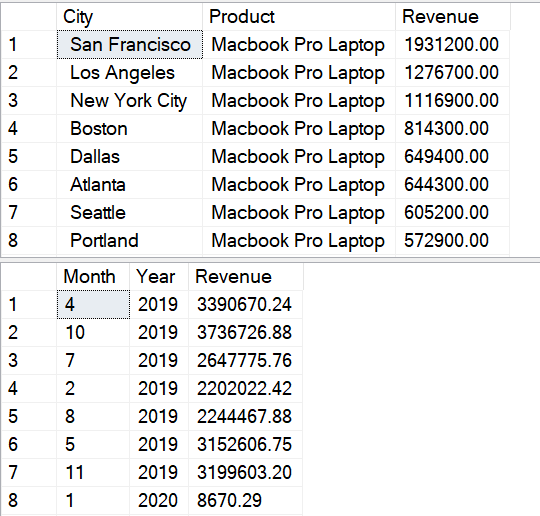 City Product Revenue
1 San Francisco Macbook Pro Laptop 1931200.00
2 Los Angeles Macbook Pro Laptop 1276700.00
3 New York City Macbook Pro Laptop 1116900.00
4 Boston Macbook Pro Laptop 814300.00
5 Dallas Macbook Pro Laptop 649400.00
6 Atlanta Macbook Pro Laptop 644300.00
7 Seattle Macbook Pro Laptop 605200.00
8 Portland Macbook Pro Laptop 572900.00
Month Year Revenue
1 4 2019 3390670.24
2 10 2019 3736726.88
3 7 2019 2647775.76
4 2 2019 2202022.42
5 8 2019 2244467.88
6 5 2019 3152606.75
7 11 2019 3199603.20
8 1 2020 8670.29